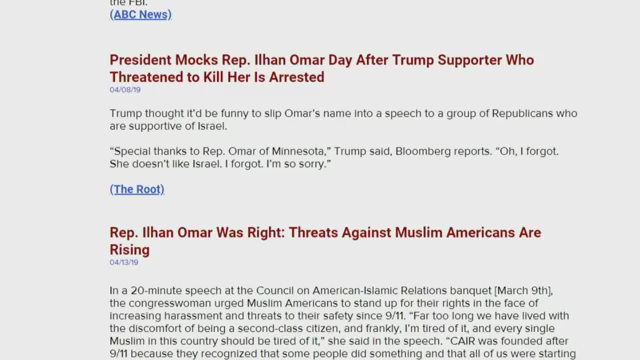 the FBI.
(ABC News)
President Mocks Rep. Ilhan Omar Day After Trump Supporter Who
Threatened to Kill Her Is Arrested
04/08/19
Trump thought it’d be funny to slip Omar’s name into a speech to a group of Republicans who
are supportive of Israel.
“Special thanks to Rep. Omar of Minnesota,” Trump said, Bloomberg reports. “Oh, I forgot.
She doesn’t like Israel. I forgot. I’m so sorry.”
(The Root)
Rep. Ilhan Omar Was Right: Threats Against Muslim Americans Are
Rising
04/13/19
In a 20-minute speech at the Council on American-Islamic Relations banquet [March 9th],
the congresswoman urged Muslim Americans to stand up for their rights in the face of
increasing harassment and threats to their safety since 9/11. “Far too long we have lived with
the discomfort of being a second-class citizen, and frankly, I’m tired of it, and every single
Muslim in this country should be tired of it,” she said in the speech. “CAIR was founded after
9/11 because they recognized that some people did something and that all of us were starting